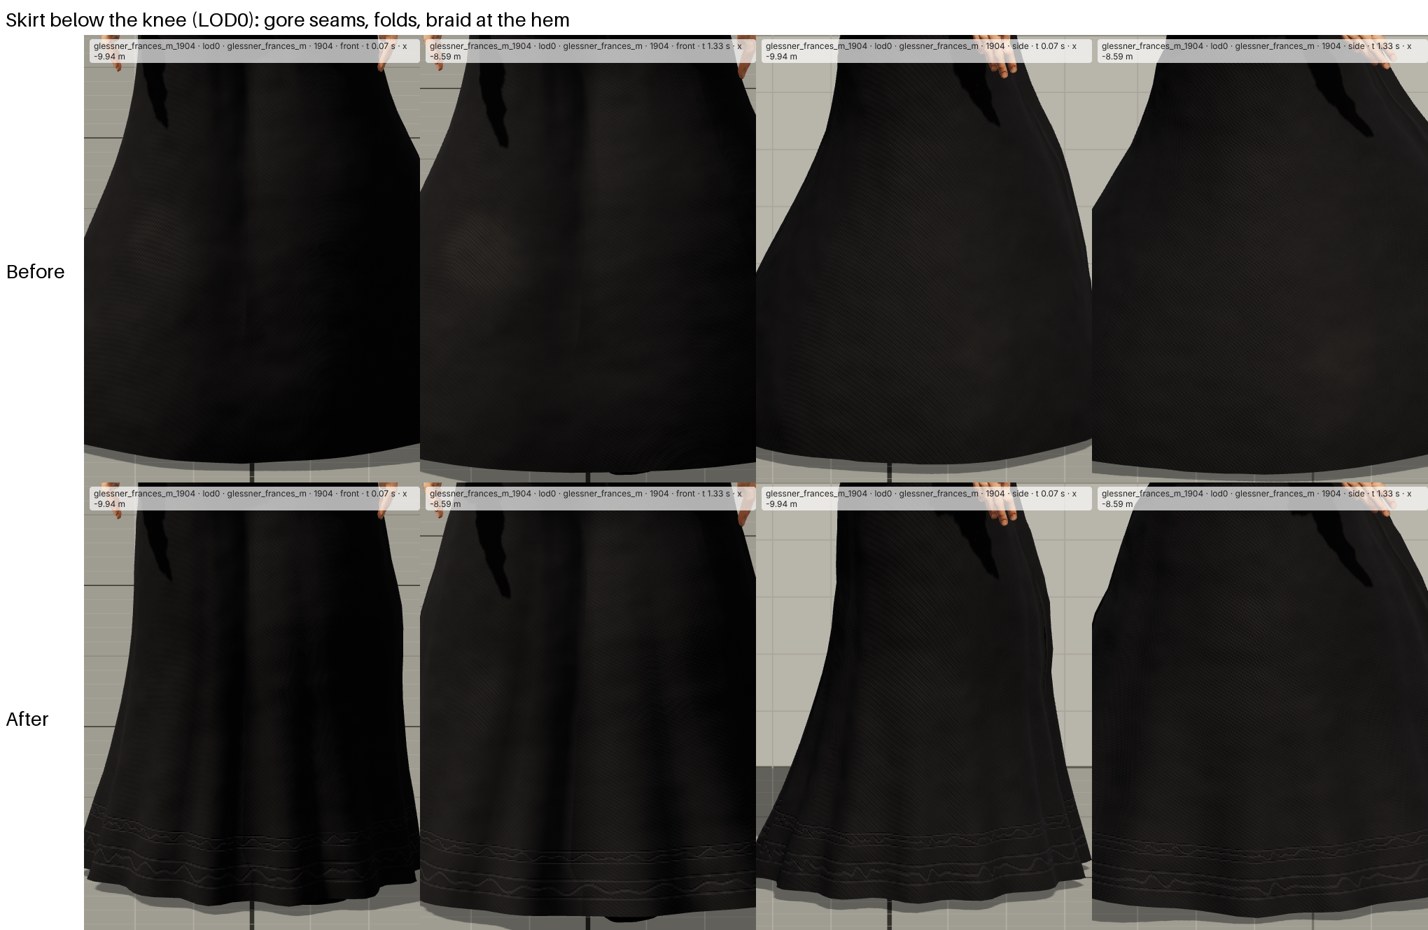 Skirt below the knee (LOD0): gore seams, folds, braid at the hem
glessner_frances_m_1904 · lod0 · glessner_frances_m · 1904 · front · t 0.07 s · x
-9.94 m
glessner_frances_m_1904 · lod0 · glessner_frances_m · 1904 · front · t 1.33 s · x
-8.59 m
glessner_frances_m_1904 · lod0 · glessner_frances_m · 1904 · side · t 0.07 s · x
-9.94 m
glessner_frances_m_1904 · lod0 · glessner_frances_m · 1904 · side · t 1.33 s · x
-8.59 m
Before
glessner_frances_m_1904 · lod0 · glessner_frances_m · 1904 · front · t 0.07 s · x
-9.94 m
glessner_frances_m_1904 · lod0 · glessner_frances_m · 1904 · front · t 1.33 s · x
-8.59 m
glessner_frances_m_1904 · lod0 · glessner_frances_m · 1904 · side · t 0.07 s · x
-9.94 m
glessner_frances_m_1904 · lod0 · glessner_frances_m · 1904 · side · t 1.33 s · x
-8.59 m
After